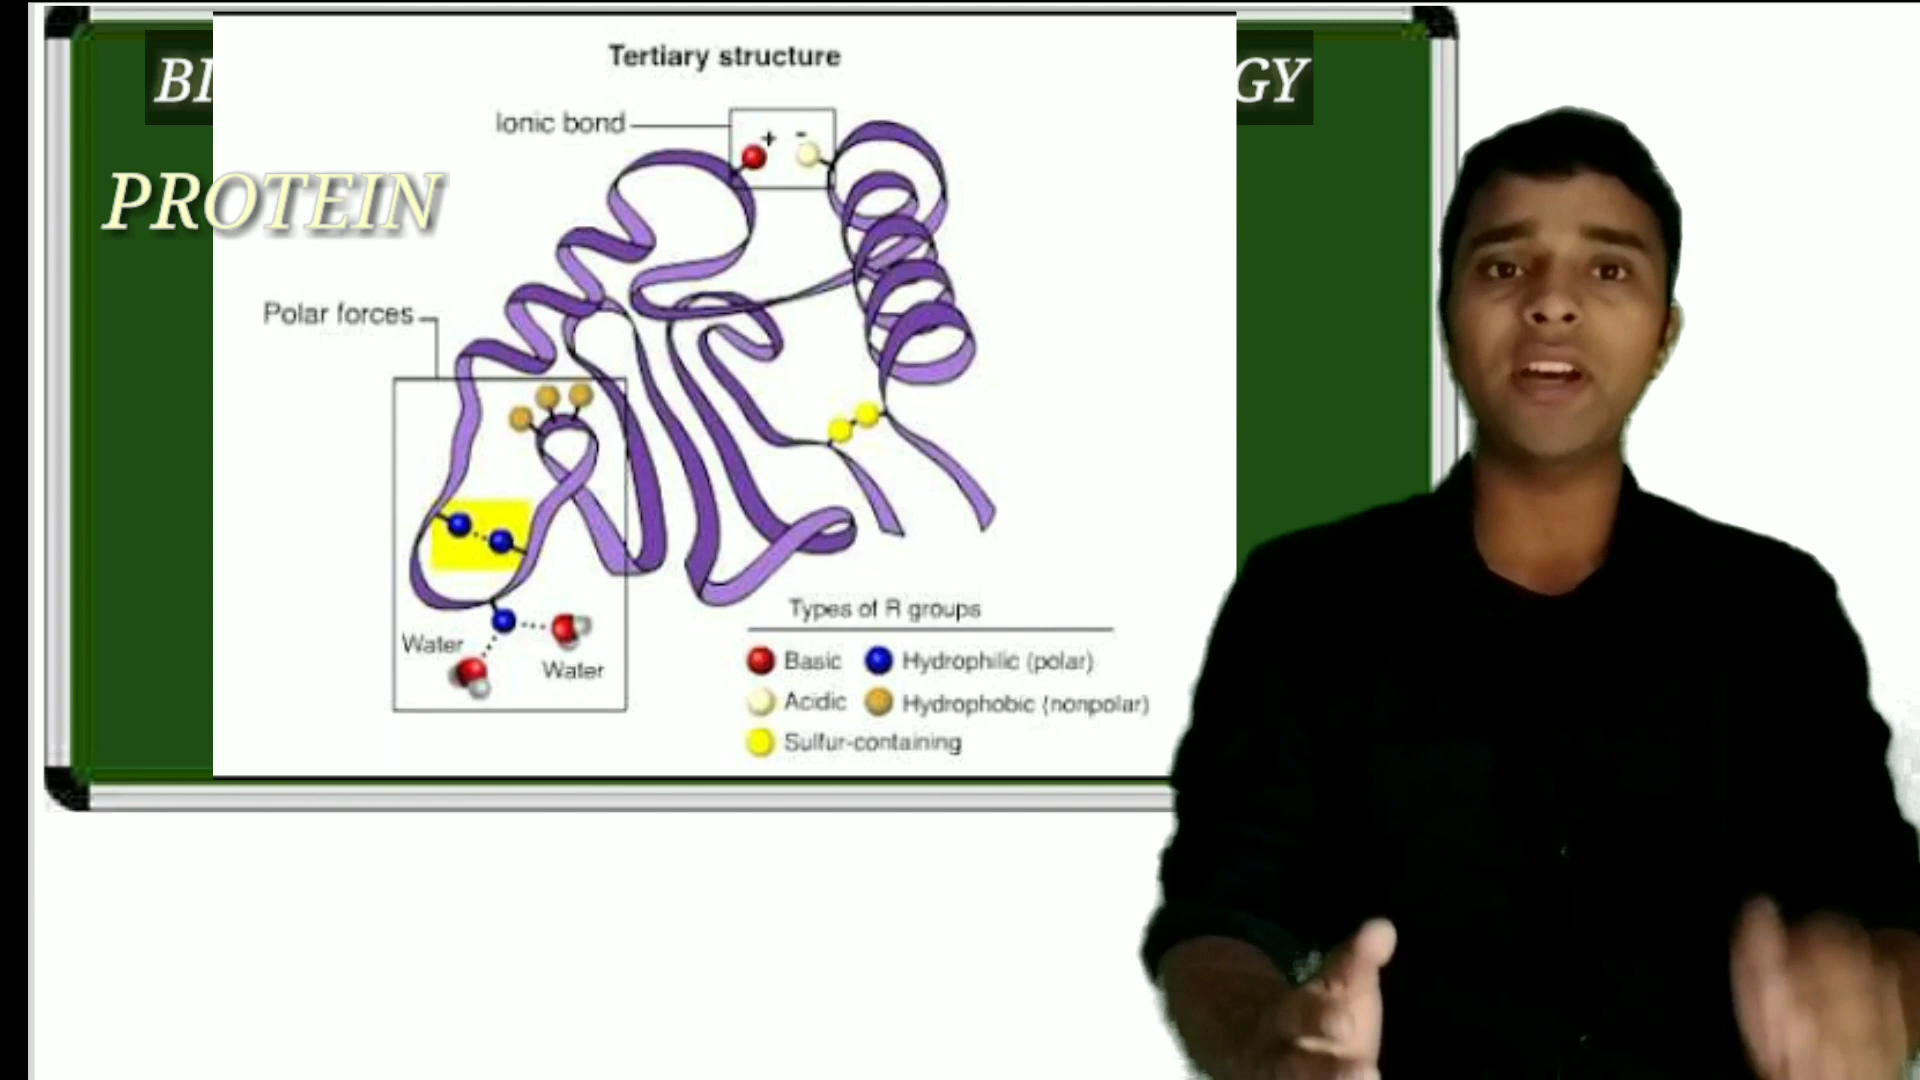 Tertiary structure
BI
GY
Ionic bond
+ -
PROTEIN
Polar forces
Types of R groups
Water
Water
Basic
Hydrophilic (polar)
Acidic
Hydrophobic (nonpolar)
Sulfur-containing